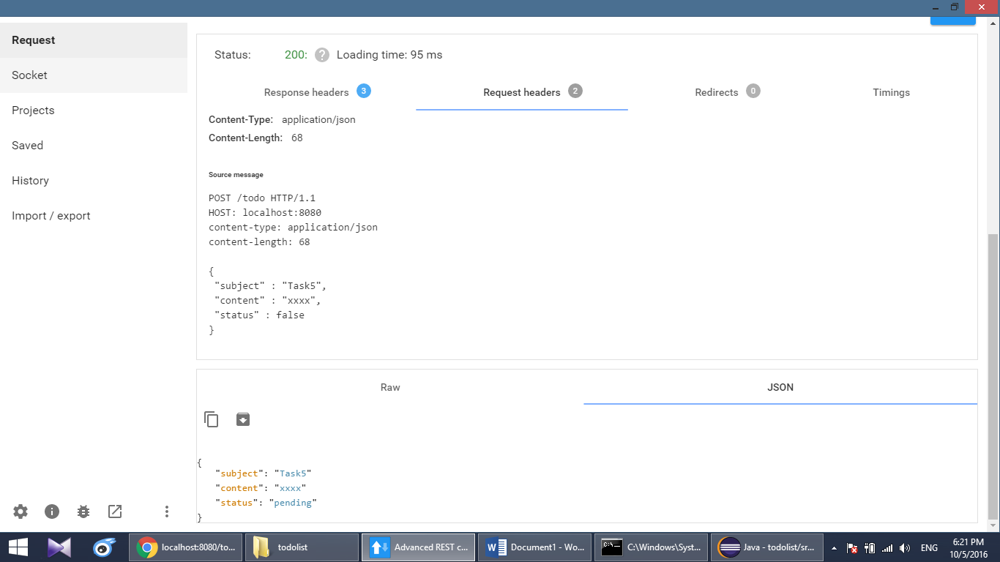 Request
Socket
Projects
Saved
History
Import / export
Status: 200: ? Loading time: 95 ms
Response headers 3 Request headers 2 Redirects 0 Timings
Content-Type: application/json
Content-Length: 68
Source message
POST /todo HTTP/1.1
HOST: localhost:8080
content-type: application/json
content-length: 68
{
"subject" : "Task5",
"content" : "xxxx",
"status" : false
}
Raw JSON
{
"subject": "Task5"
"content": "xxxx"
"status": "pending"
}
localhost:8080/to... todolist Advanced REST c... Document1 - Wo... C:\Windows\Syst... Java - todolist/sr... ENG 6:21 PM
10/5/2016